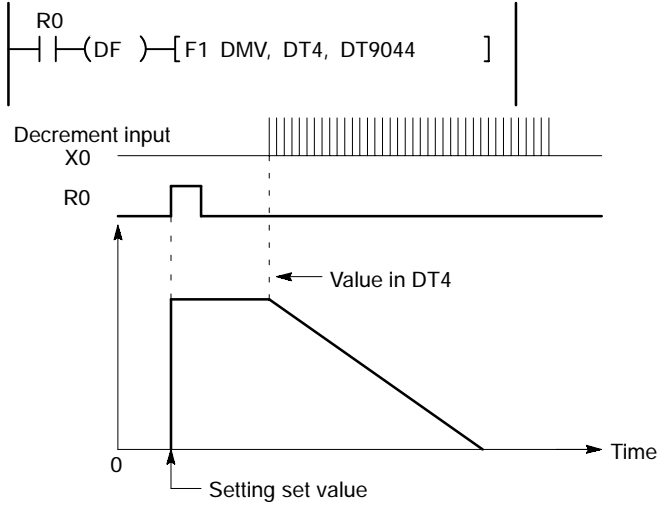 R0
(DF ) [F1 DMV, DT4, DT9044 ]
Decrement input
X0
R0
Value in DT4
Time
0
Setting set value